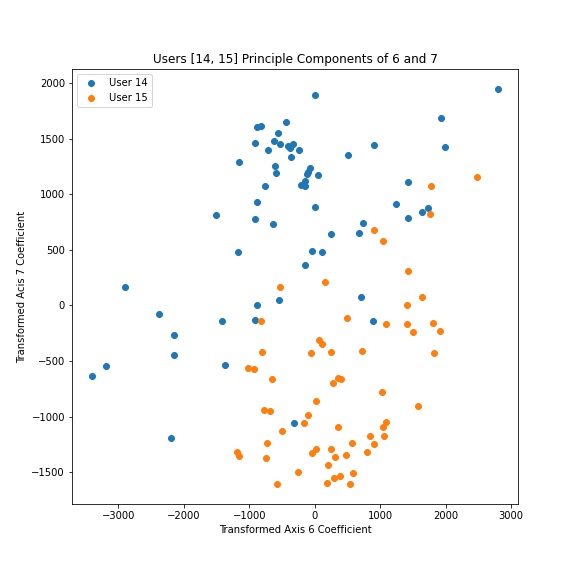 Users [14, 15] Principle Components of 6 and 7
User 14
User 15
2000
1500
1000
500
0
−500
−1000
−1500
Transformed Acis 7 Coefficient
−3000 −2000 −1000 0 1000 2000 3000
Transformed Axis 6 Coefficient